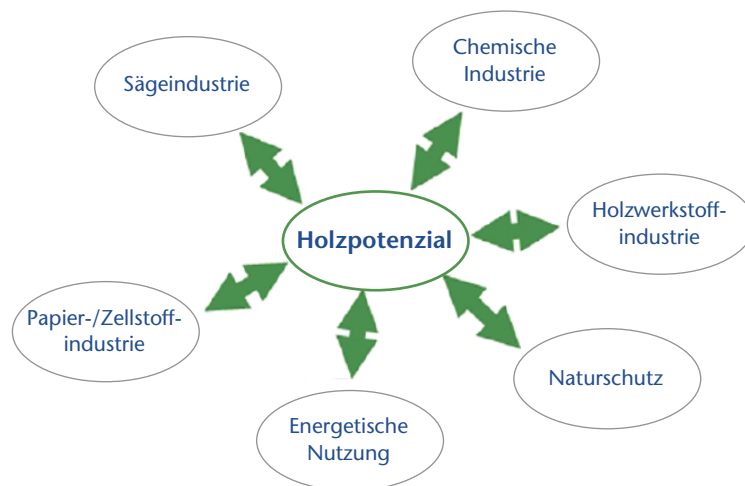 Chemische
Industrie
Sägeindustrie
Holzwerkstoff-
industrie
Holzpotenzial
Papier-/Zellstoff-
industrie
Naturschutz
Energetische
Nutzung